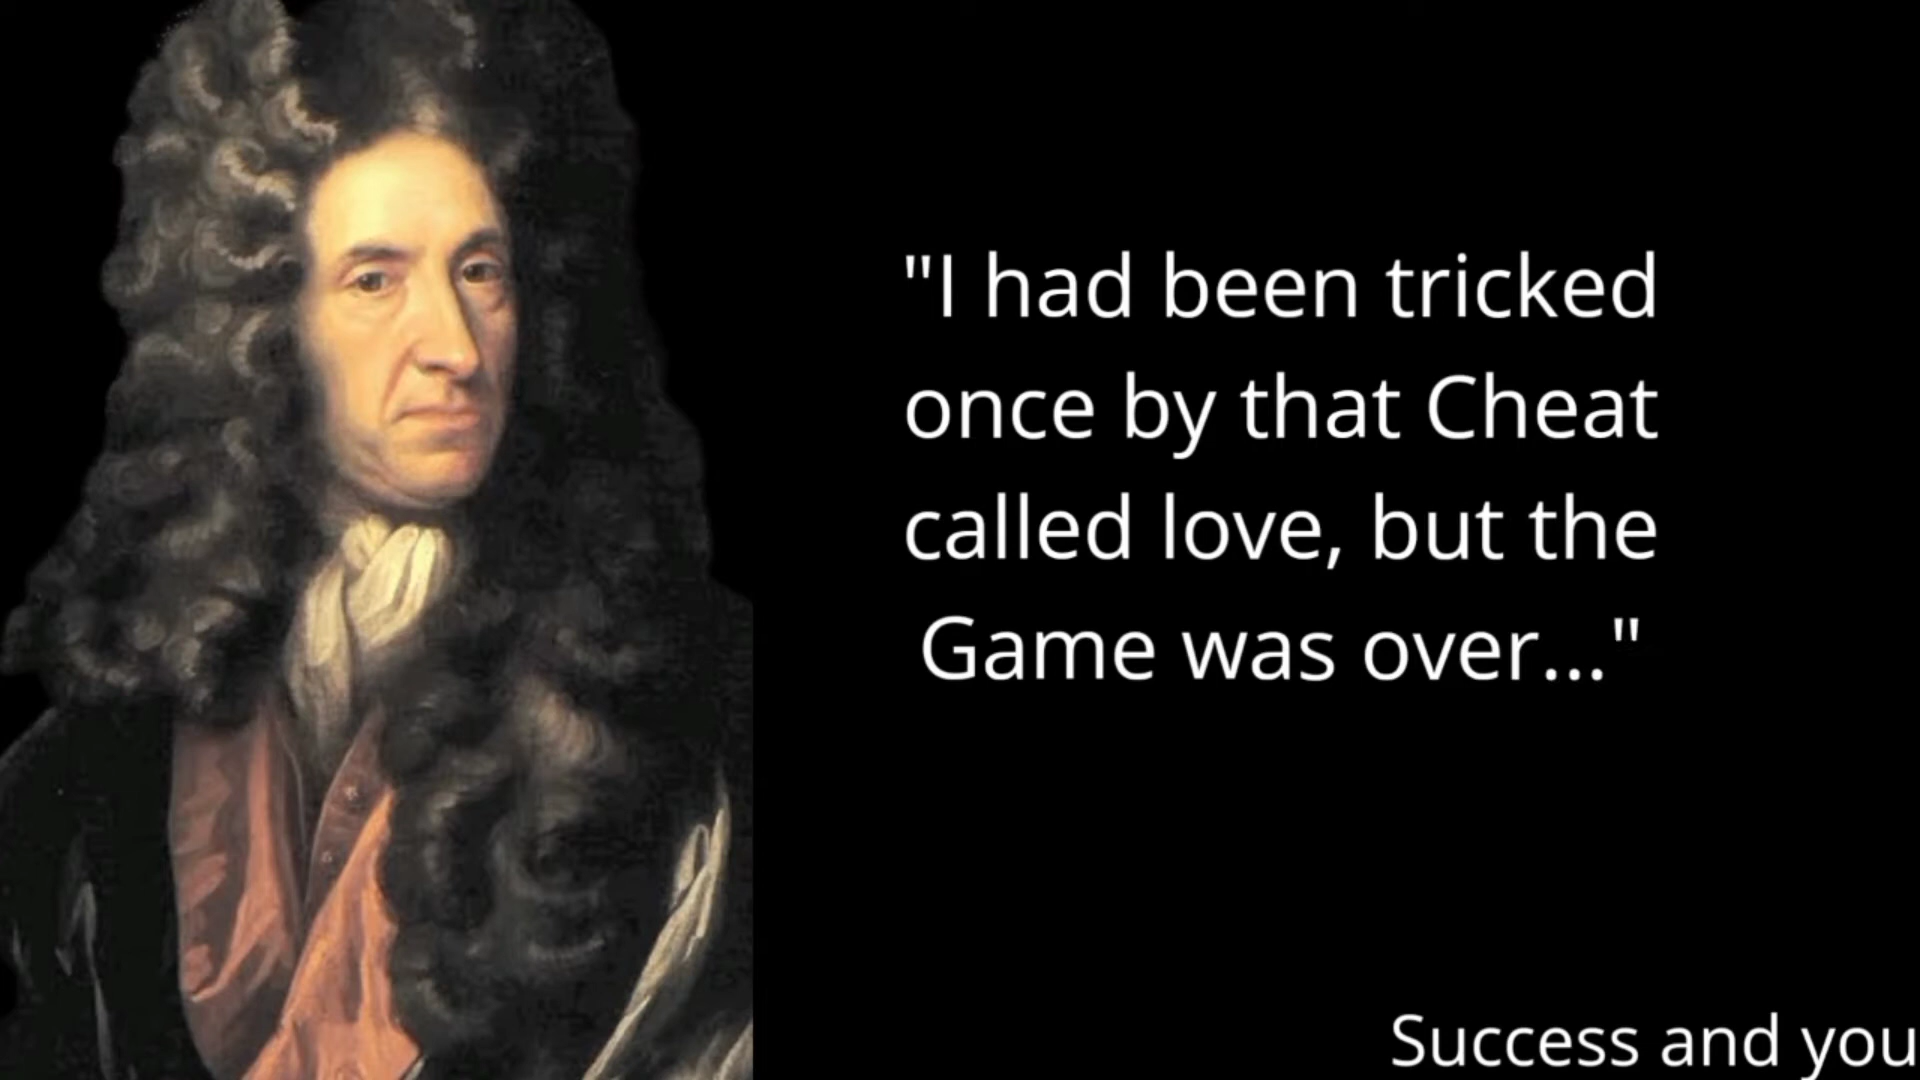 "I had been tricked
once by that Cheat
called love, but the
Game was over..."
Success and you